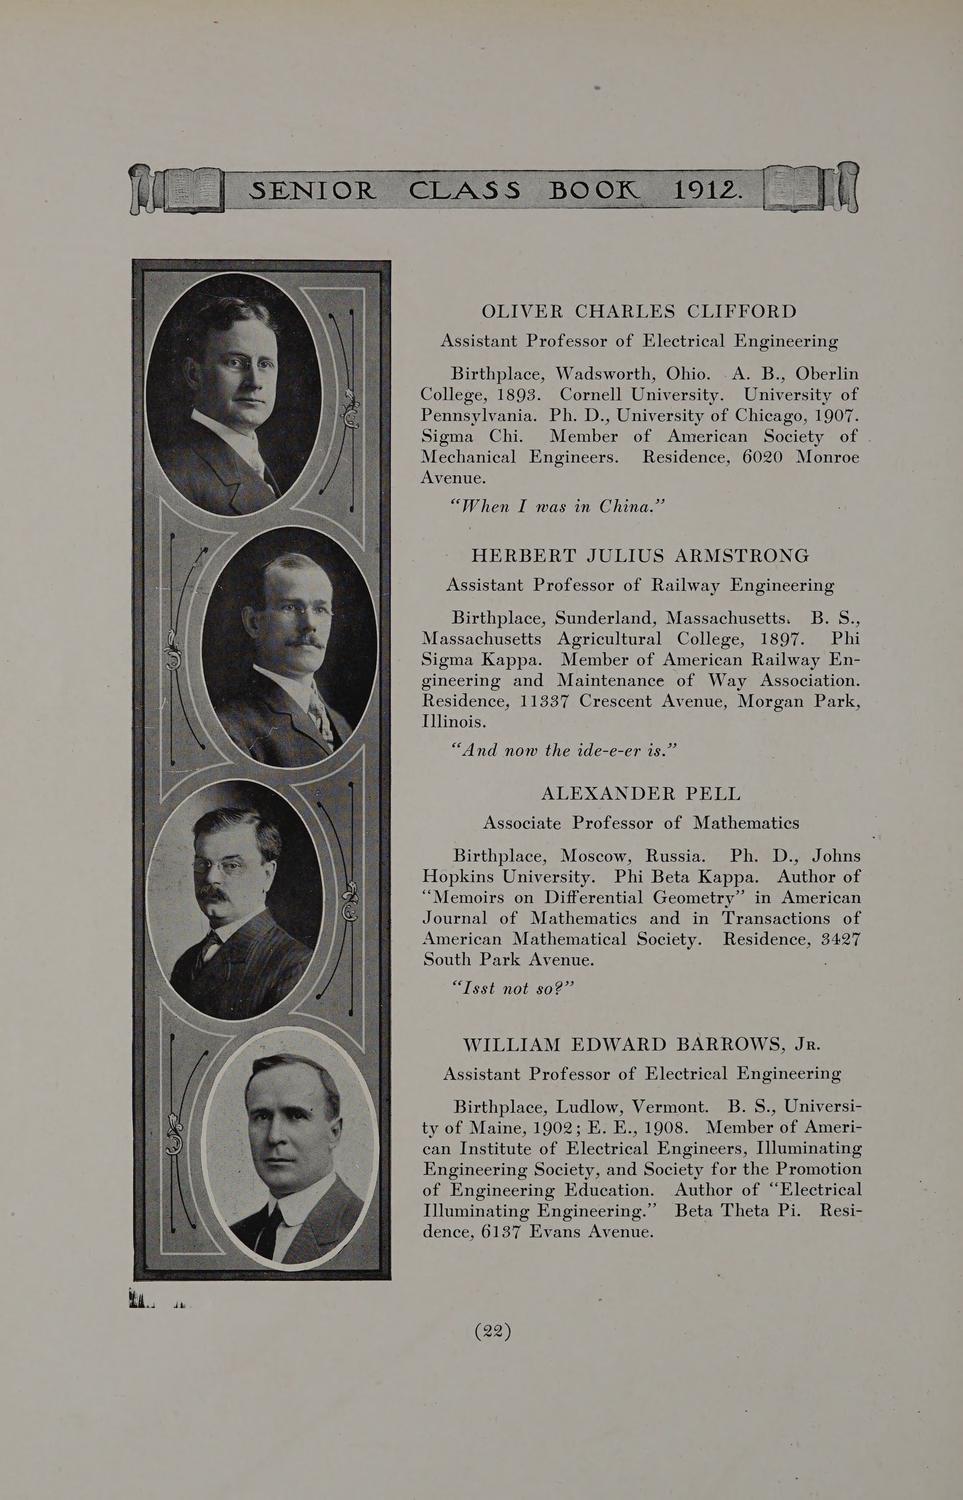 SENIOR CLASS BOOK 1912.
OLIVER CHARLES CLIFFORD
Assistant Professor of Electrical Engineering
Birthplace, Wadsworth, Ohio. A. B., Oberlin
College, 1893. Cornell University. University of
Pennsylvania. Ph. D., University of Chicago, 1907.
Sigma Chi. Member of American Society of
Mechanical Engineers. Residence, 6020 Monroe
Avenue.
“When I was in China.”
HERBERT JULIUS ARMSTRONG
Assistant Professor of Railway Engineering
Birthplace, Sunderland, Massachusetts. B. S.,
Massachusetts Agricultural College, 1897. Phi
Sigma Kappa. Member of American Railway En-
gineering and Maintenance of Way Association.
Residence, 11337 Crescent Avenue, Morgan Park,
Illinois.
“And now the ide-e-er is.”
ALEXANDER PELL
Associate Professor of Mathematics
Birthplace, Moscow, Russia. Ph. D., Johns
Hopkins University. Phi Beta Kappa. Author of
“Memoirs on Differential Geometry” in American
Journal of Mathematics and in Transactions of
American Mathematical Society. Residence, 3427
South Park Avenue.
“Isst not so?”
WILLIAM EDWARD BARROWS, Jr.
Assistant Professor of Electrical Engineering
Birthplace, Ludlow, Vermont. B. S., Universi-
ty of Maine, 1902; E. E., 1908. Member of Ameri-
can Institute of Electrical Engineers, Illuminating
Engineering Society, and Society for the Promotion
of Engineering Education. Author of “Electrical
Illuminating Engineering.” Beta Theta Pi. Resi-
dence, 6137 Evans Avenue.
(22)